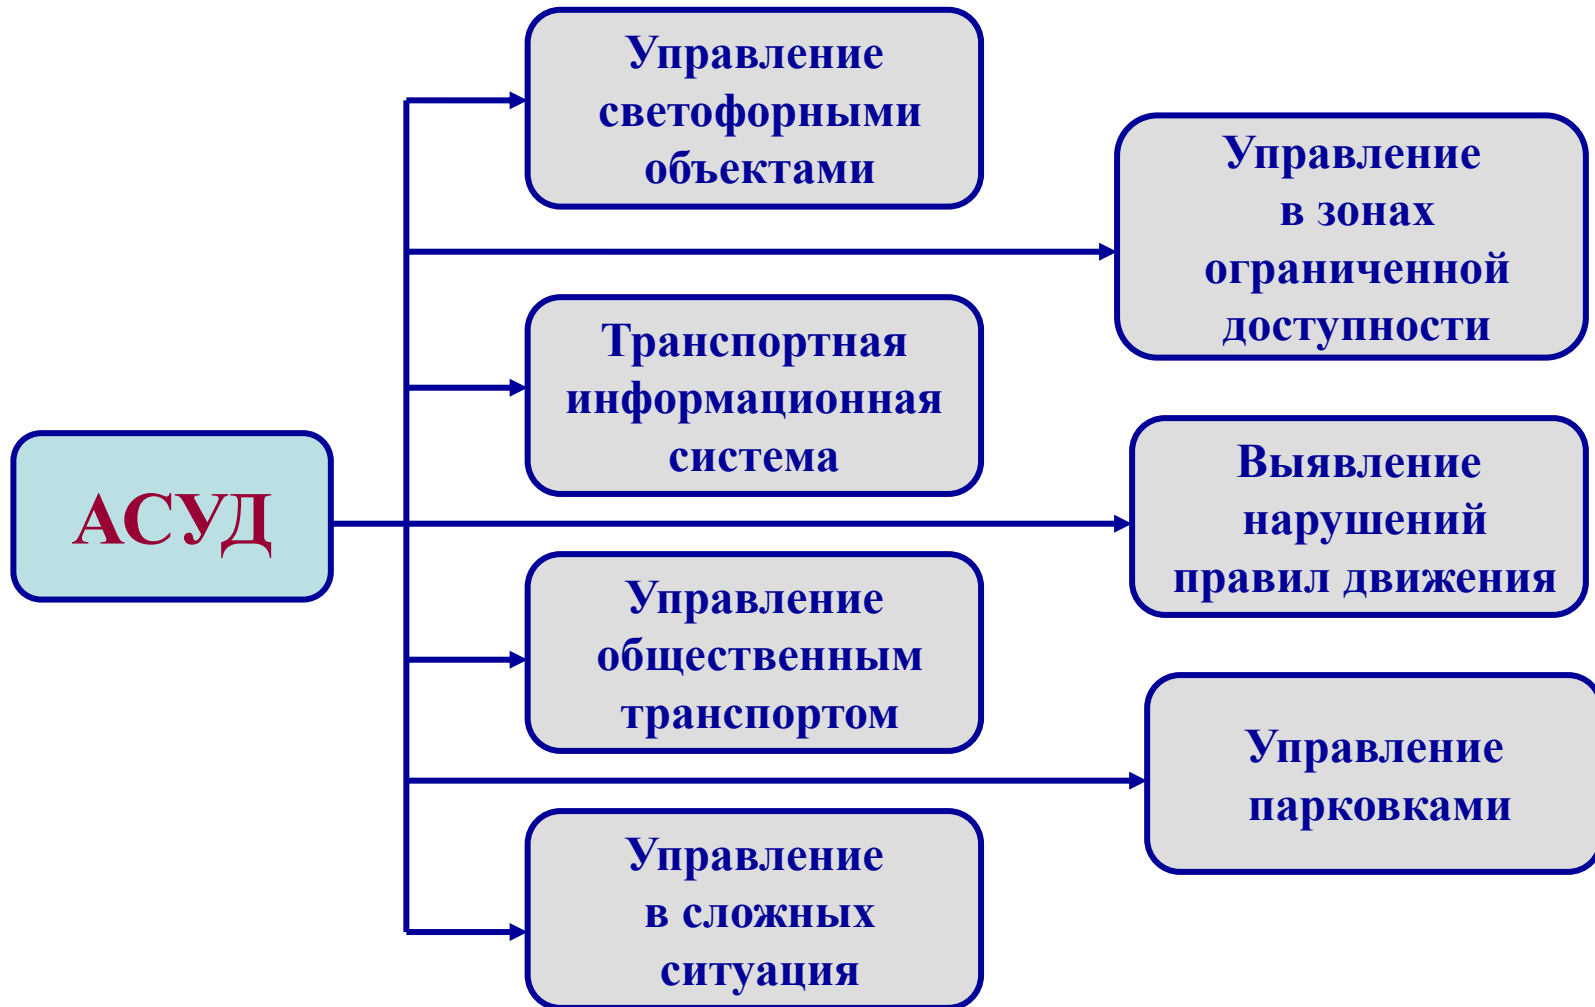 Управление
светофорными
объектами
Управление
в зонах
ограниченной
доступности
Транспортная
информационная
система
АСУД
Выявление
нарушений
правил движения
Управление
общественным
транспортом
Управление
парковками
Управление
в сложных
ситуация